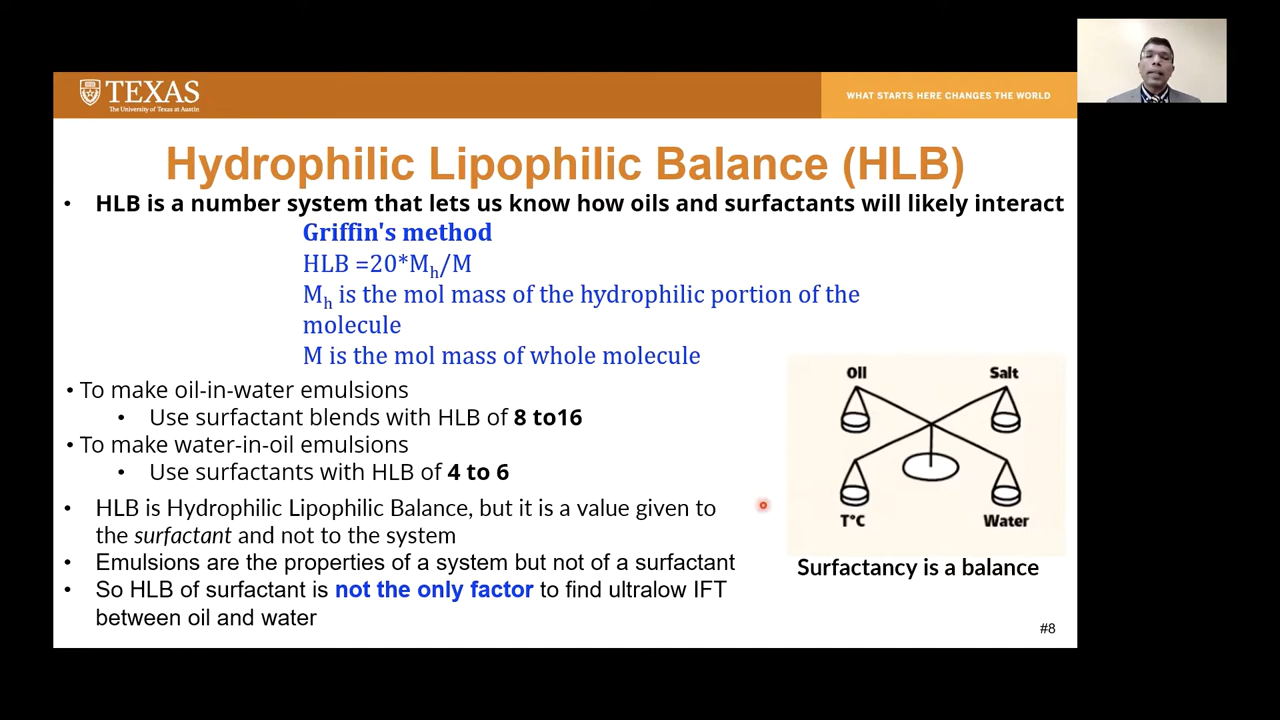 TEXAS
The University of Texas at Austin
WHAT STARTS HERE CHANGES THE WORLD
Hydrophilic Lipophilic Balance (HLB)
• HLB is a number system that lets us know how oils and surfactants will likely interact
Griffin's method
HLB =20*Mh/M
Mh is the mol mass of the hydrophilic portion of the
molecule
M is the mol mass of whole molecule
• To make oil-in-water emulsions
• Use surfactant blends with HLB of 8 to16
• To make water-in-oil emulsions
• Use surfactants with HLB of 4 to 6
• HLB is Hydrophilic Lipophilic Balance, but it is a value given to
the surfactant and not to the system
• Emulsions are the properties of a system but not of a surfactant
• So HLB of surfactant is not the only factor to find ultralow IFT
between oil and water
Oil
Salt
T°C
Water
Surfactancy is a balance
#8